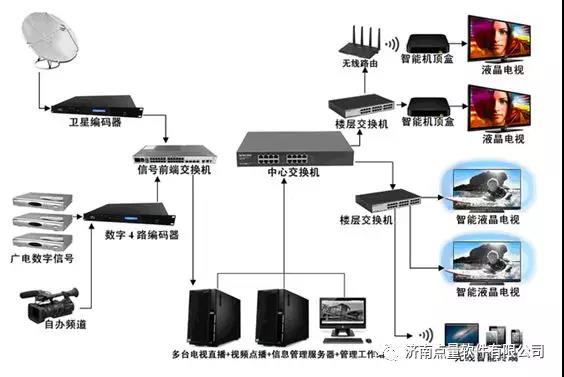 无线路由
智能机顶盒
液晶电视
卫星编码器
楼层交换机
智能机顶盒
液晶电视
信号前端交换机
中心交换机
数字4路编码器
楼层交换机
智能液晶电视
广电数字信号
智能液晶电视
自办频道
多台电视直播+视频点播+信息管理服务器+管理工作
无线智能终端
济南点量软件有限公司